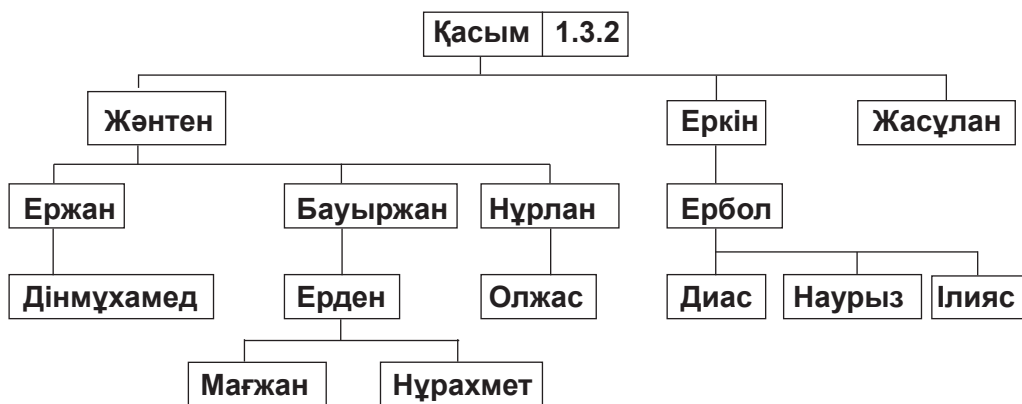 Қасым 1.3.2
Жәнтен Еркін Жасұлан
Ержан Бауыржан Нұрлан Ербол
Дінмұхамед Ерден Олжас Диас Наурыз Ілияс
Мағжан Нұрахмет